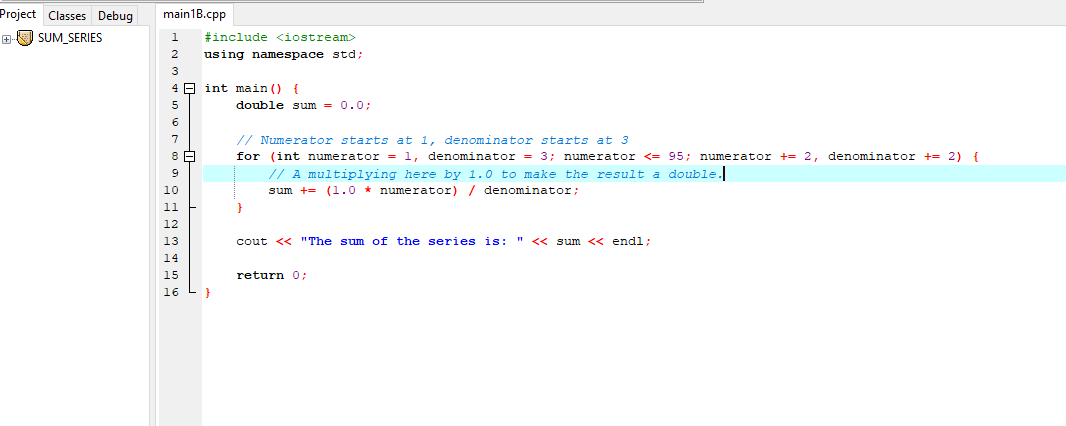 Project Classes Debug main1B.cpp
SUM_SERIES
1 #include <iostream>
2 using namespace std;
3
4 int main() {
5     double sum = 0.0;
6
7     // Numerator starts at 1, denominator starts at 3
8     for (int numerator = 1, denominator = 3; numerator <= 95; numerator += 2, denominator += 2) {
9         // A multiplying here by 1.0 to make the result a double.
10         sum += (1.0 * numerator) / denominator;
11     }
12
13     cout << "The sum of the series is: " << sum << endl;
14
15     return 0;
16 }